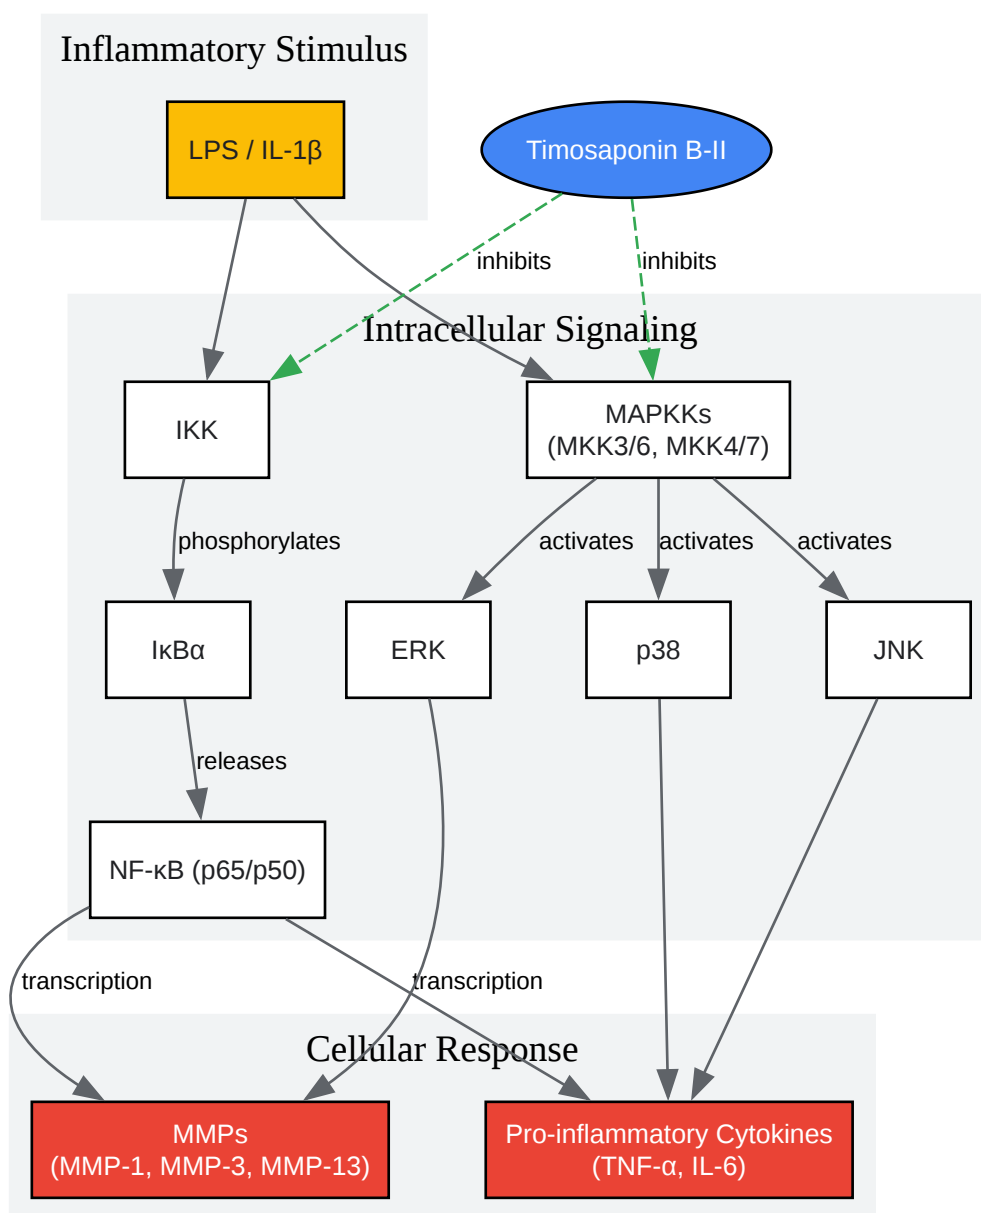 Inflammatory Stimulus
LPS / IL-1β
Timosaponin B-II
inhibits
inhibits
Intracellular Signaling
IKK
MAPKKs
(MKK3/6, MKK4/7)
phosphorylates
activates
activates
activates
IκBα
ERK
p38
JNK
releases
NF-κB (p65/p50)
transcription
transcription
Cellular Response
MMPs
(MMP-1, MMP-3, MMP-13)
Pro-inflammatory Cytokines
(TNF-α, IL-6)